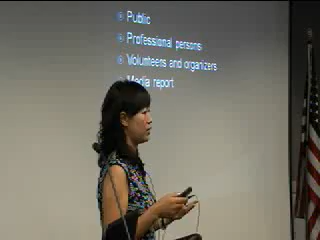 Public
Professional persons
Volunteers and organizers
Media report